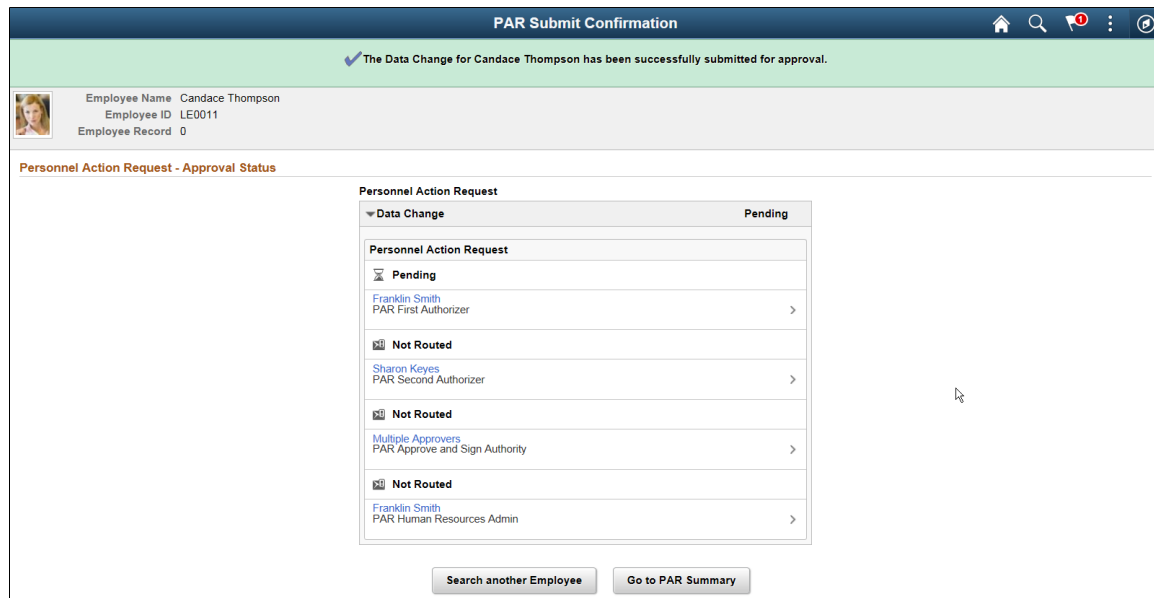 PAR Submit Confirmation
1
The Data Change for Candace Thompson has been successfully submitted for approval.
Employee Name Candace Thompson
Employee ID LE0011
Employee Record 0
Personnel Action Request - Approval Status
Personnel Action Request
Data Change Pending
Personnel Action Request
Pending
Franklin Smith
PAR First Authorizer
Not Routed
Sharon Keyes
PAR Second Authorizer
Not Routed
Multiple Approvers
PAR Approve and Sign Authority
Not Routed
Franklin Smith
PAR Human Resources Admin
Search another Employee Go to PAR Summary